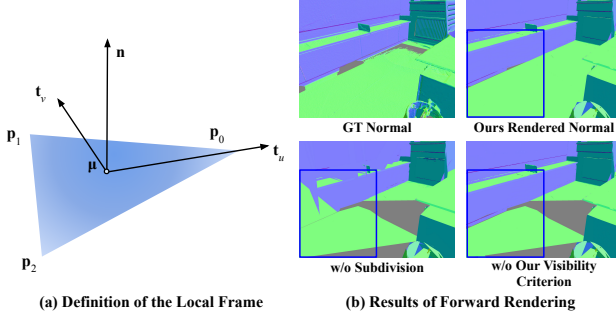 n
t_v
p_1
p_0
μ
t_u
p_2
(a) Definition of the Local Frame
GT Normal
Ours Rendered Normal
w/o Subdivision
w/o Our Visibility
Criterion
(b) Results of Forward Rendering